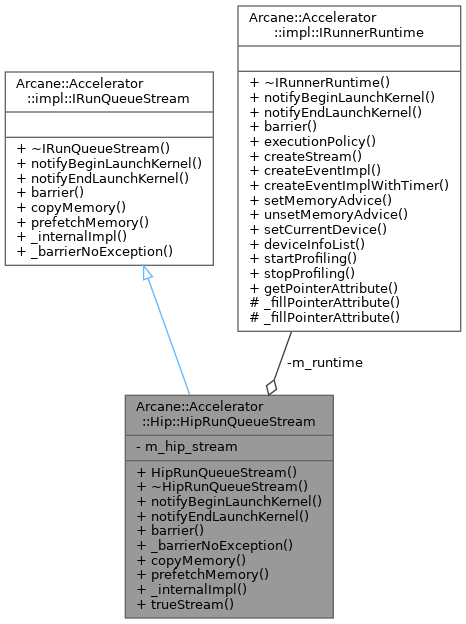 Arcane::Accelerator
::impl::IRunnerRuntime
+ ~IRunnerRuntime()
+ notifyBeginLaunchKernel()
+ notifyEndLaunchKernel()
+ barrier()
+ executionPolicy()
+ createStream()
+ createEventImpl()
+ createEventImplWithTimer()
+ setMemoryAdvice()
+ unsetMemoryAdvice()
+ setCurrentDevice()
+ deviceInfoList()
+ startProfiling()
+ stopProfiling()
+ getPointerAttribute()
# _fillPointerAttribute()
# _fillPointerAttribute()
Arcane::Accelerator
::impl::IRunQueueStream
+ ~IRunQueueStream()
+ notifyBeginLaunchKernel()
+ notifyEndLaunchKernel()
+ barrier()
+ copyMemory()
+ prefetchMemory()
+ _internalImpl()
+ _barrierNoException()
-m_runtime
Arcane::Accelerator
::Hip::HipRunQueueStream
- m_hip_stream
+ HipRunQueueStream()
+ ~HipRunQueueStream()
+ notifyBeginLaunchKernel()
+ notifyEndLaunchKernel()
+ barrier()
+ _barrierNoException()
+ copyMemory()
+ prefetchMemory()
+ _internalImpl()
+ trueStream()